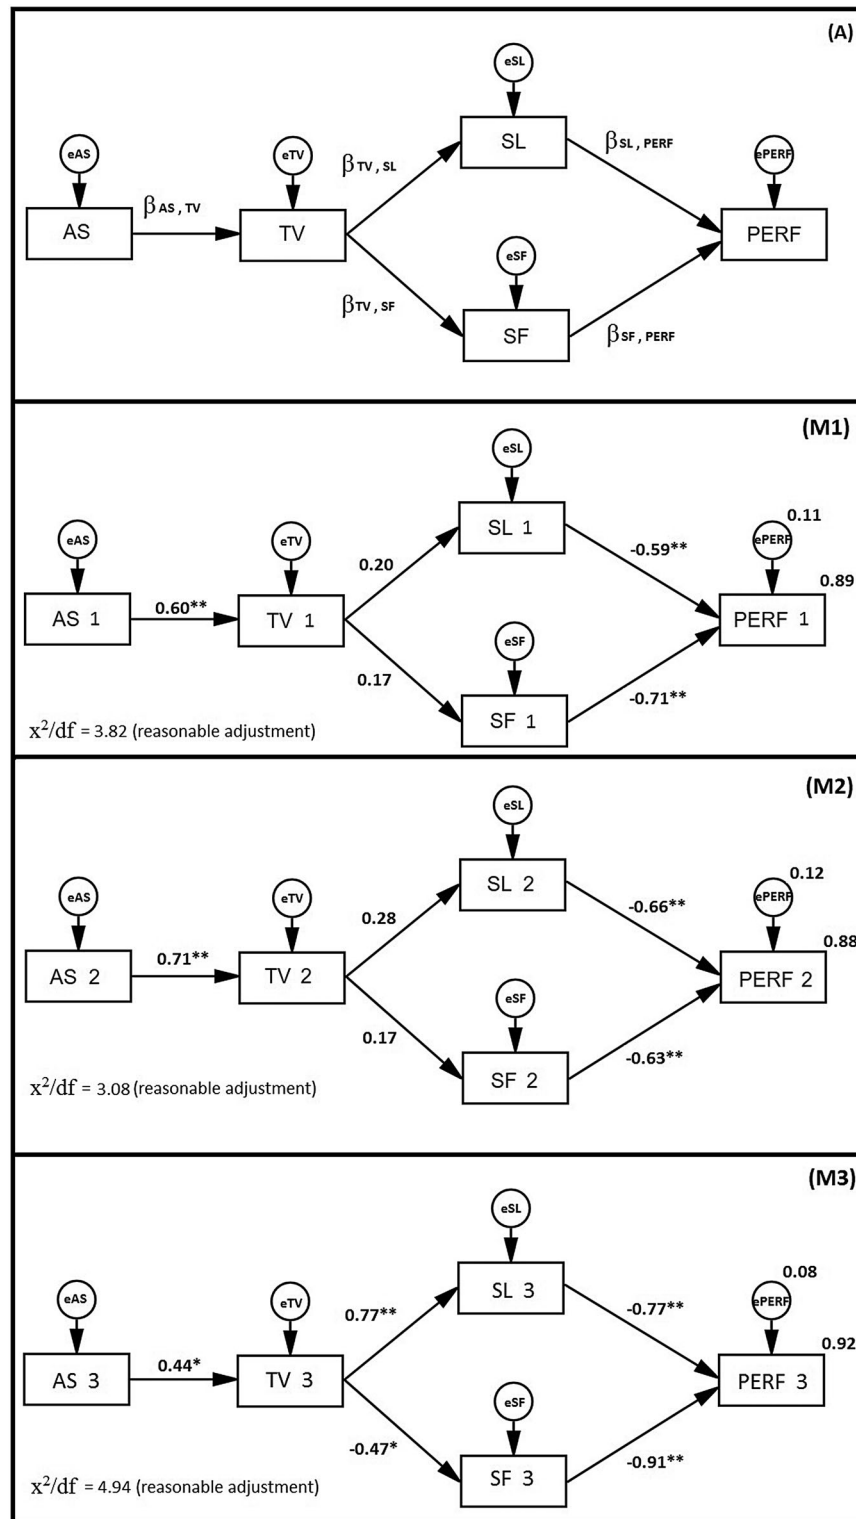 (A)
eSL
eAS
eTV
βTV , SL
SL
βSL , PERF
ePERF
AS
βAS , TV
TV
eSF
PERF
βTV , SF
SF
βSF , PERF
(M1)
eSL
eAS
eTV
0.20
SL 1
-0.59**
ePERF
0.11
0.89
AS 1
0.60**
TV 1
eSF
PERF 1
0.17
SF 1
-0.71**
x²/df = 3.82 (reasonable adjustment)
(M2)
eSL
eAS
eTV
0.28
SL 2
-0.66**
ePERF
0.12
0.88
AS 2
0.71**
TV 2
eSF
PERF 2
0.17
SF 2
-0.63**
x²/df = 3.08 (reasonable adjustment)
(M3)
eSL
eAS
eTV
0.77**
SL 3
-0.77**
ePERF
0.08
0.92
AS 3
0.44*
TV 3
eSF
PERF 3
-0.47*
SF 3
-0.91**
x²/df = 4.94 (reasonable adjustment)